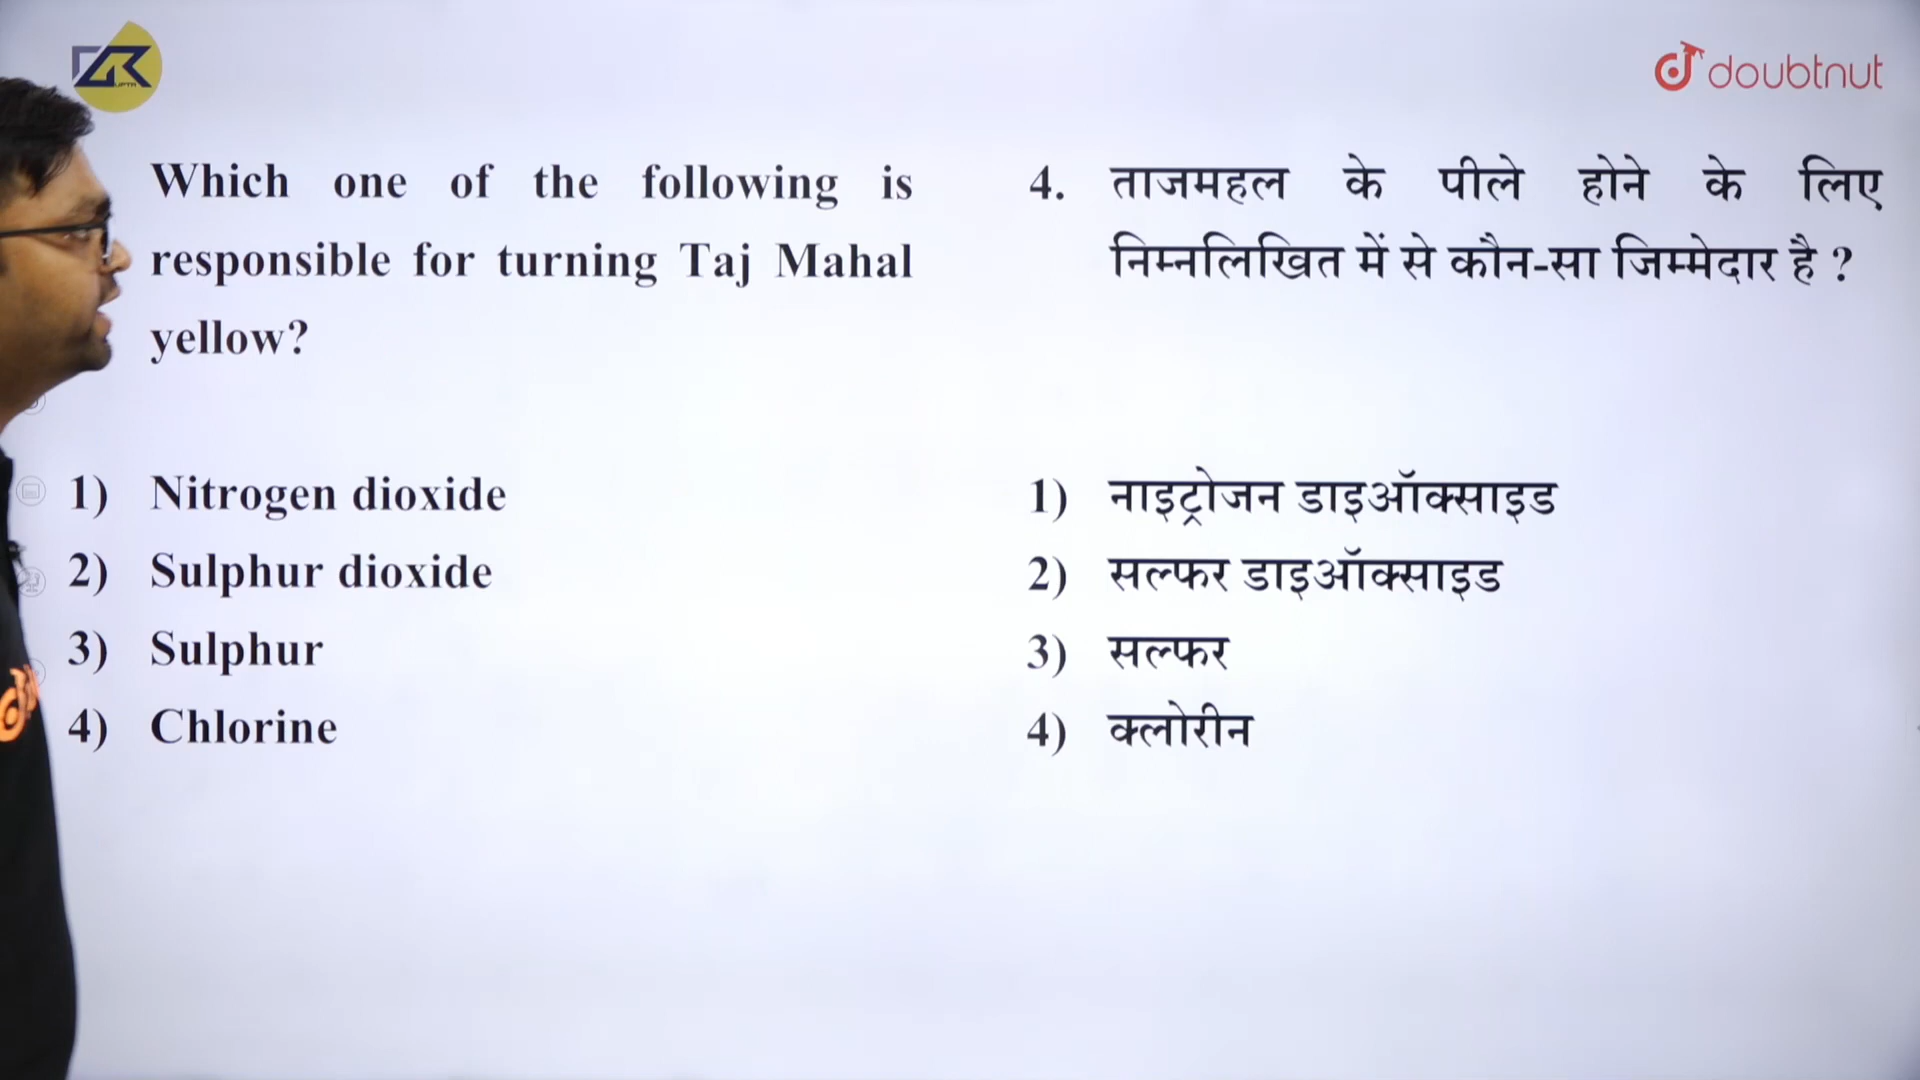 doubtnut
Which one of the following is
responsible for turning Taj Mahal
yellow?
1) Nitrogen dioxide
2) Sulphur dioxide
3) Sulphur
4) Chlorine
4. ताजमहल के पीले होने के लिए
निम्नलिखित में से कौन-सा जिम्मेदार है ?
1) नाइट्रोजन डाइऑक्साइड
2) सल्फर डाइऑक्साइड
3) सल्फर
4) क्लोरीन